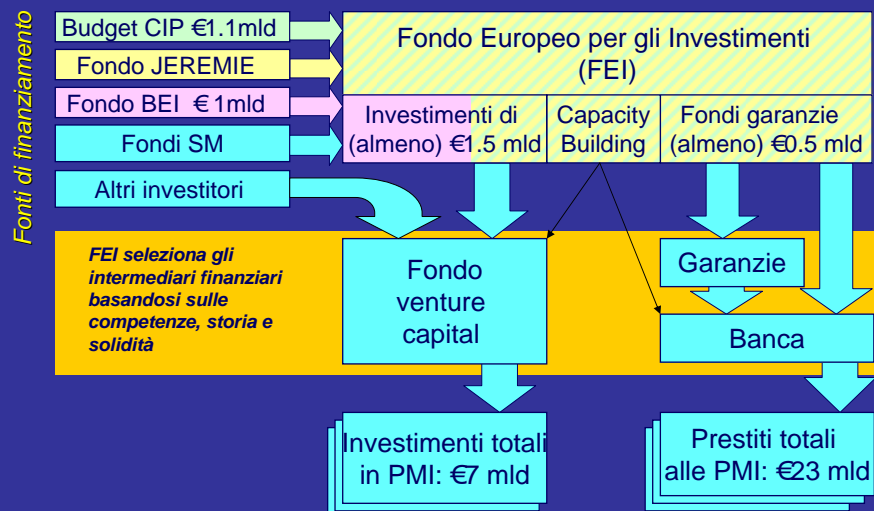 Fonti di finanziamento
Budget CIP €1.1mld
Fondo JEREMIE
Fondo BEI € 1mld
Fondi SM
Altri investitori
Fondo Europeo per gli Investimenti
(FEI)
Investimenti di
(almeno) €1.5 mld
Capacity
Building
Fondi garanzie
(almeno) €0.5 mld
FEI seleziona gli
intermediari finanziari
basandosi sulle
competenze, storia e
solidità
Fondo
venture
capital
Garanzie
Banca
Investimenti totali
in PMI: €7 mld
Prestiti totali
alle PMI: €23 mld